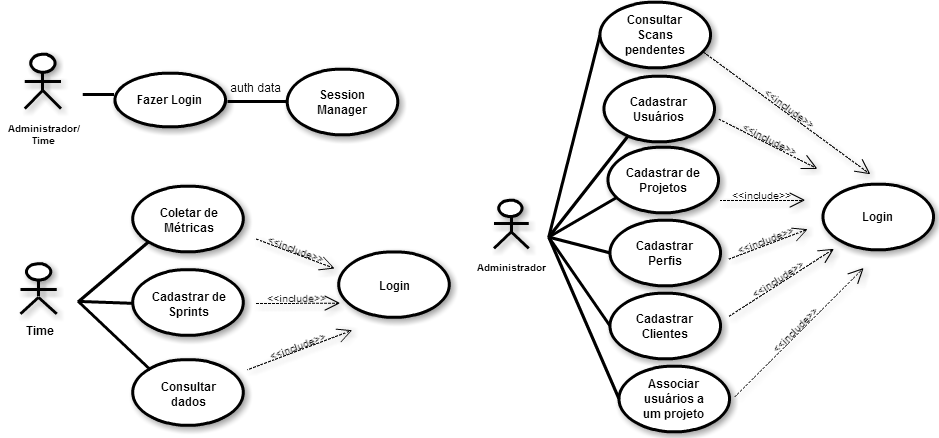 Fazer Login
auth data
Session
Manager
Administrador/
Time
Coletar de
Métricas
<<include>>
Cadastrar de
Sprints
<<include>>
Login
Time
Consultar
dados
<<include>>
Consultar
Scans
pendentes
<<include>>
Cadastrar
Usuários
<<include>>
Cadastrar de
Projetos
<<include>>
Login
Administrador
Cadastrar
Perfis
<<include>>
Cadastrar
Clientes
<<include>>
Associar
usuários a
um projeto
<<include>>